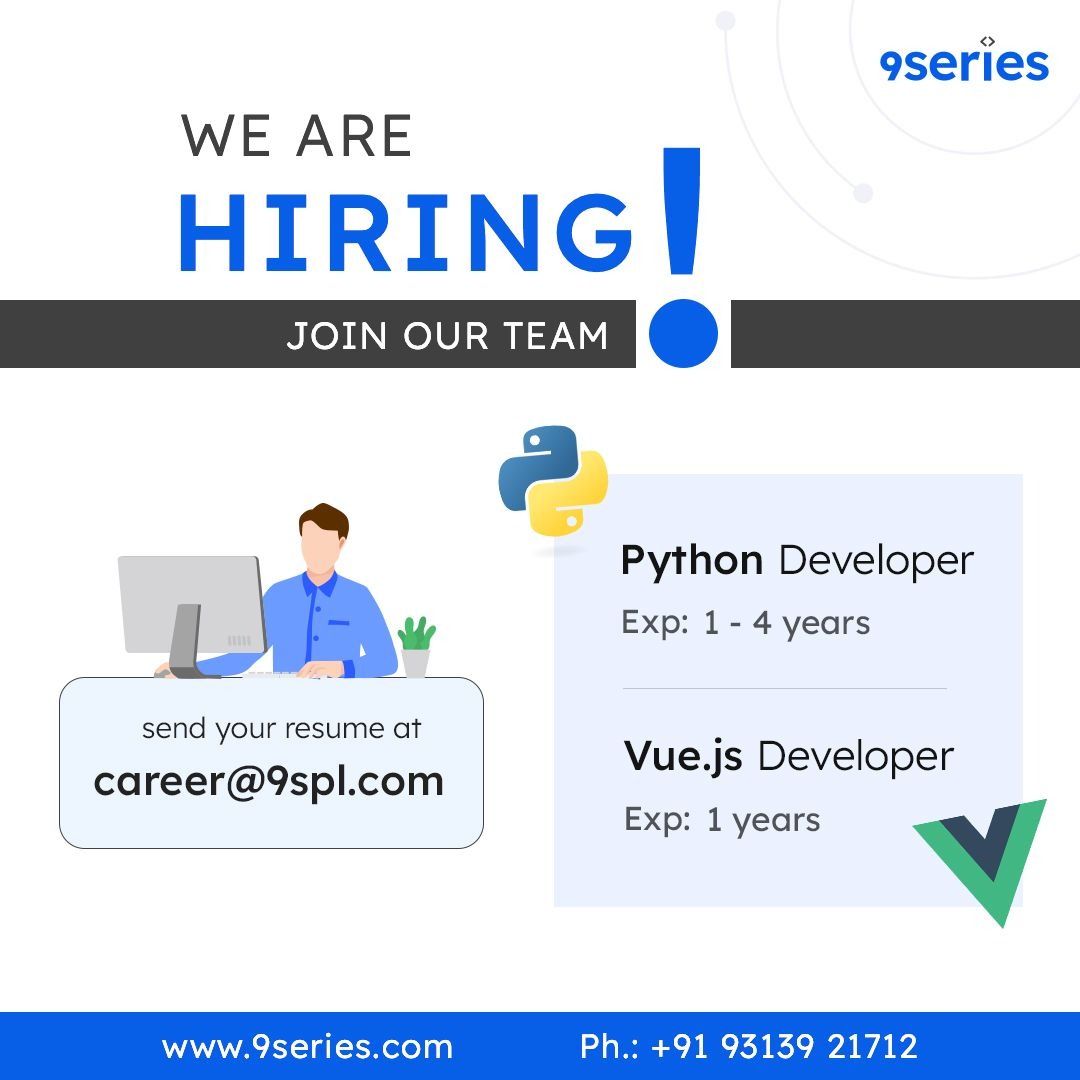 9series
WE ARE
HIRING!
JOIN OUR TEAM
Python Developer
Exp: 1 - 4 years
Vue.js Developer
Exp: 1 years
send your resume at
career@9spl.com
www.9series.com
Ph.: +91 93139 21712